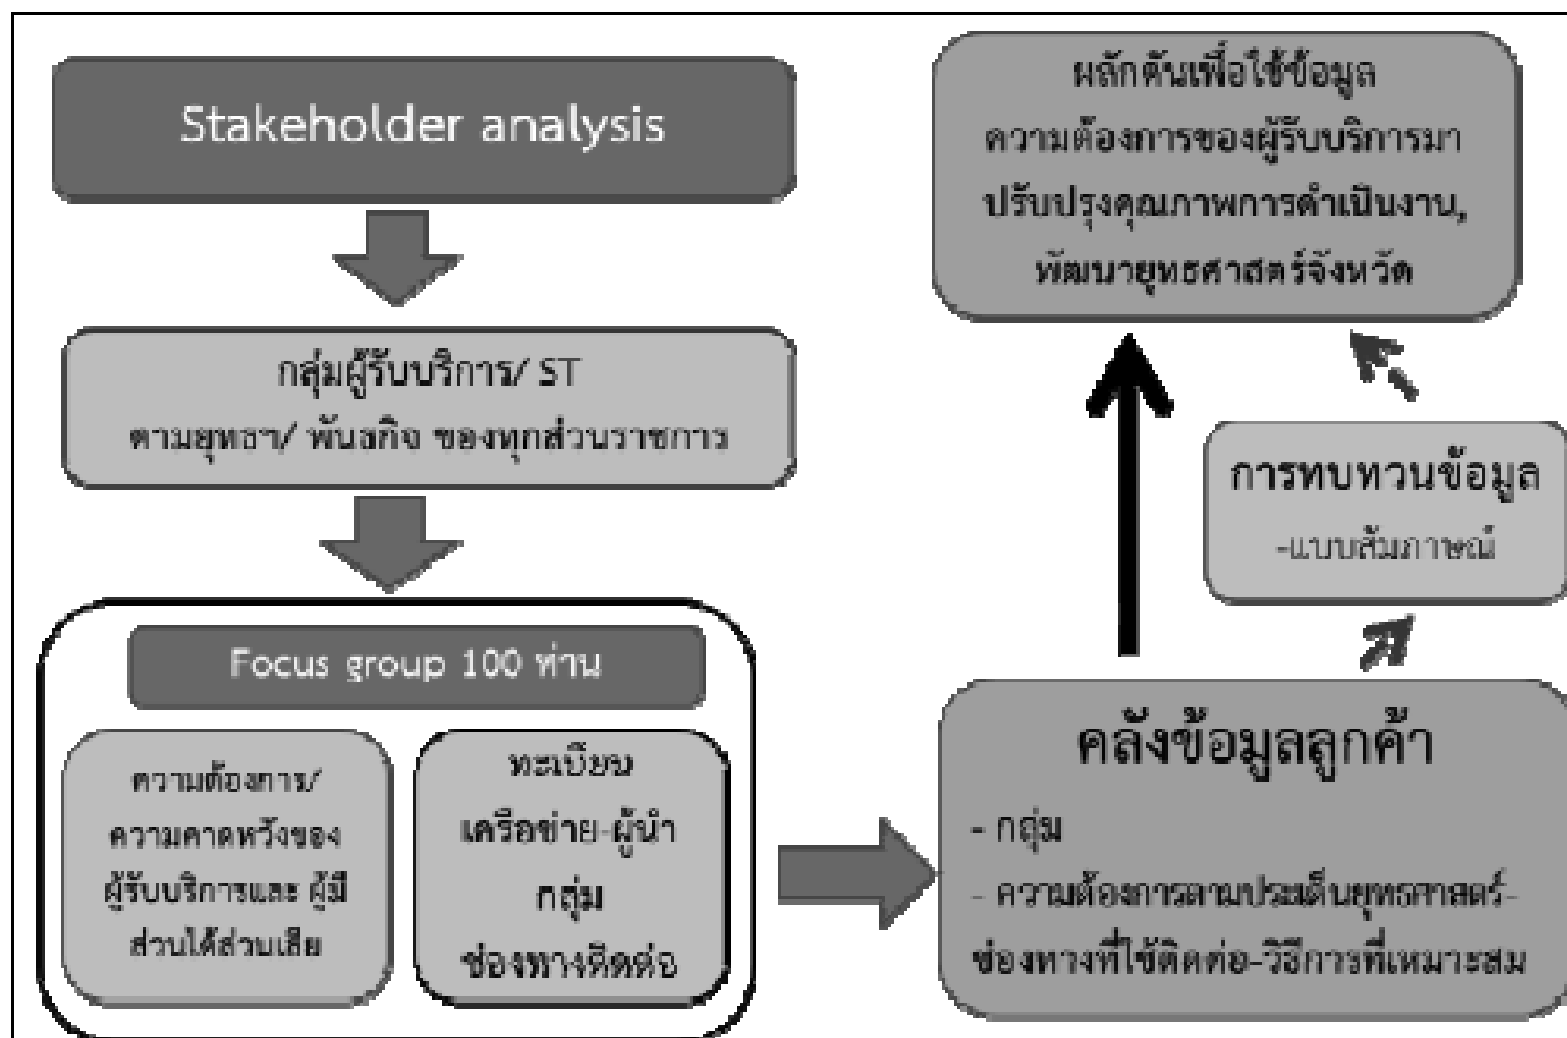 Stakeholder analysis
กลุ่มผู้รับบริการ/ ST
ตามยุทธฯ/ พันธกิจ ของทุกส่วนราชการ
Focus group 100 ท่าน
ความต้องการ/
ความคาดหวังของ
ผู้รับบริการและ ผู้มี
ส่วนได้ส่วนเสีย
ทะเบียน
เครือข่าย-ผู้นำ
กลุ่ม
ช่องทางติดต่อ
คลังข้อมูลลูกค้า
- กลุ่ม
- ความต้องการตามประเด็นยุทธศาสตร์-
ช่องทางที่ใช้ติดต่อ-วิธีการที่เหมาะสม
การทบทวนข้อมูล
-แบบสัมภาษณ์
ผลักดันเพื่อใช้ข้อมูล
ความต้องการของผู้รับบริการมา
ปรับปรุงคุณภาพการดำเนินงาน,
พัฒนายุทธศาสตร์จังหวัด